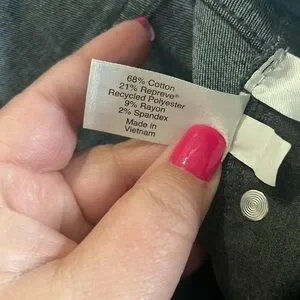 68% Cotton
21% Repreve®
Recycled Polyester
9% Rayon
2% Spandex
Made in
Vietnam